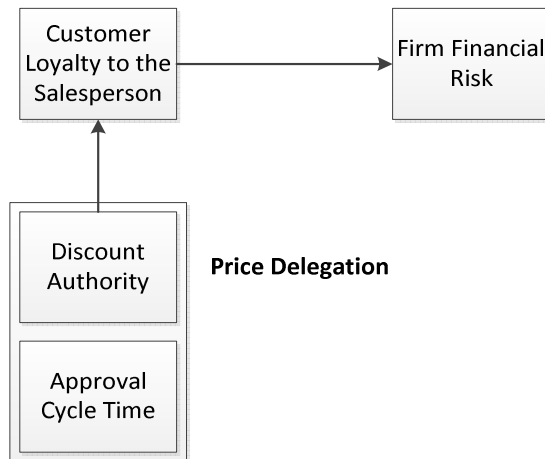 Customer
Loyalty to the
Salesperson
Firm Financial
Risk
Discount
Authority
Price Delegation
Approval
Cycle Time